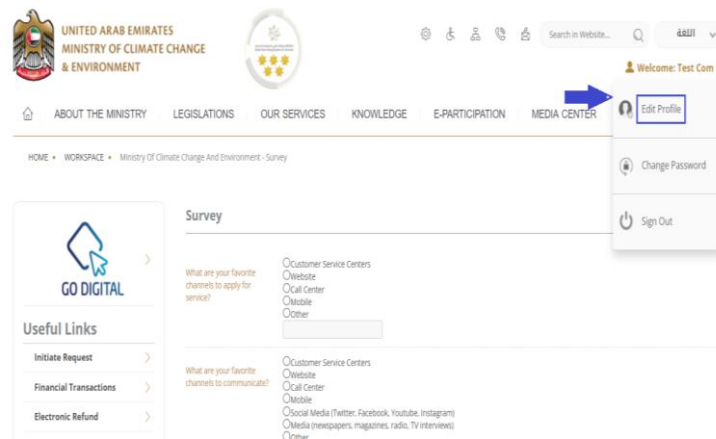 UNITED ARAB EMIRATES
MINISTRY OF CLIMATE CHANGE
& ENVIRONMENT
Search in Website...
اللغة
Welcome: Test Com
ABOUT THE MINISTRY
LEGISLATIONS
OUR SERVICES
KNOWLEDGE
E-PARTICIPATION
MEDIA CENTER
Edit Profile
Change Password
Sign Out
HOME • WORKSPACE • Ministry Of Climate Change And Environment - Survey
GO DIGITAL
Useful Links
Initiate Request
Financial Transactions
Electronic Refund
Survey
What are your favorite
channels to apply for
service?
Customer Service Centers
Website
Call Center
Mobile
Other
What are your favorite
channels to communicate?
Customer Service Centers
Website
Call Center
Mobile
Social Media (Twitter, Facebook, Youtube, Instagram)
Media (newspapers, magazines, radio, TV interviews)
Other